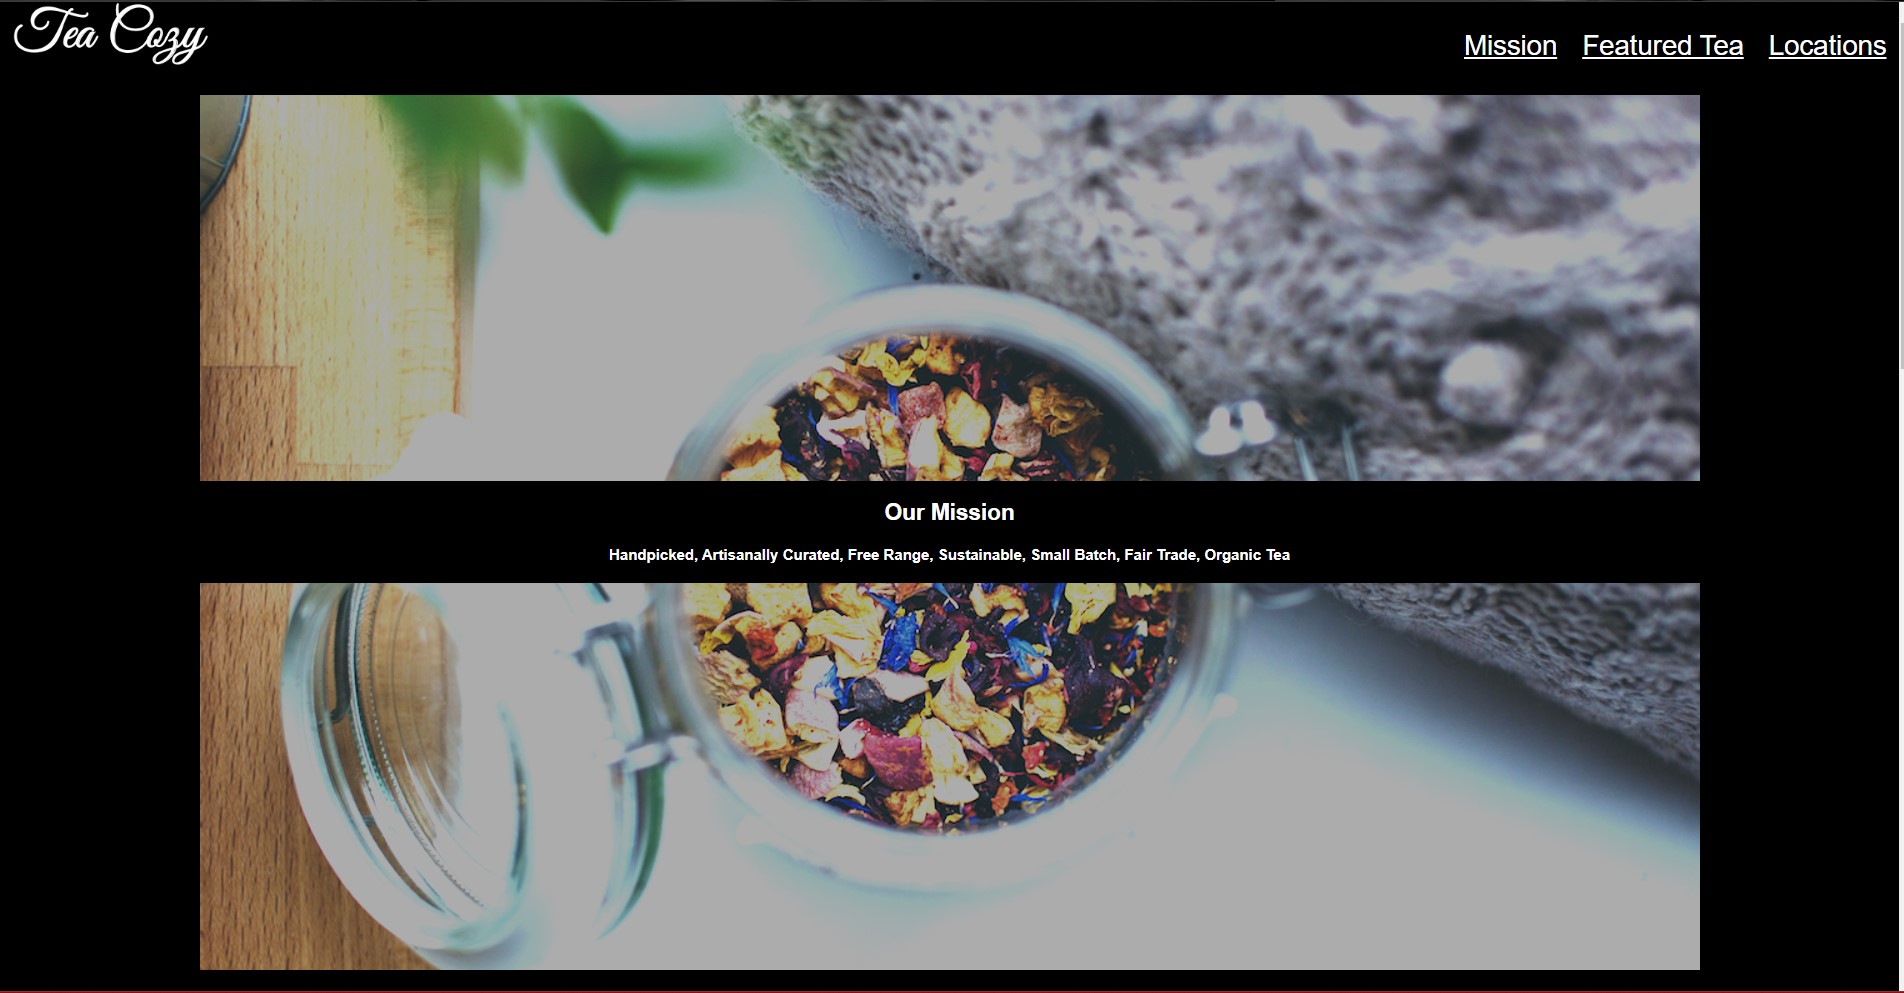 Tea Cozy
Mission Featured Tea Locations
Our Mission
Handpicked, Artisanally Curated, Free Range, Sustainable, Small Batch, Fair Trade, Organic Tea